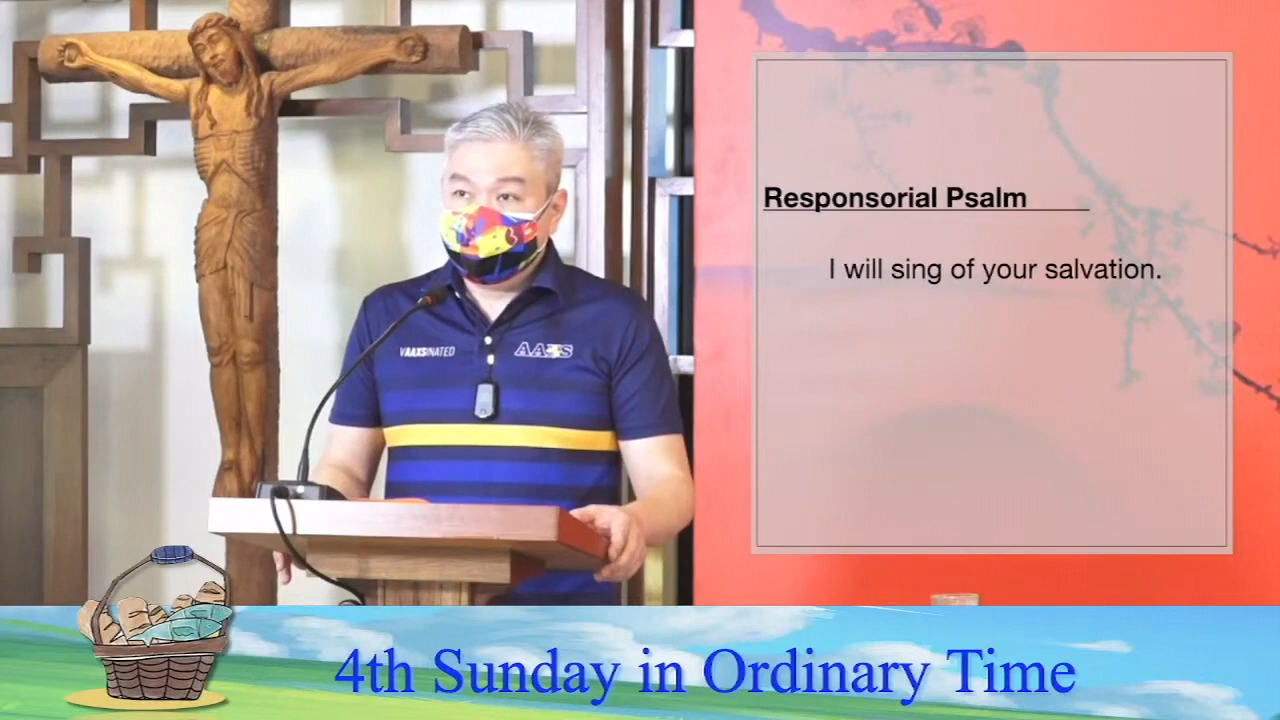 VAAXSINATED
AAXS
Responsorial Psalm
I will sing of your salvation.
4th Sunday in Ordinary Time